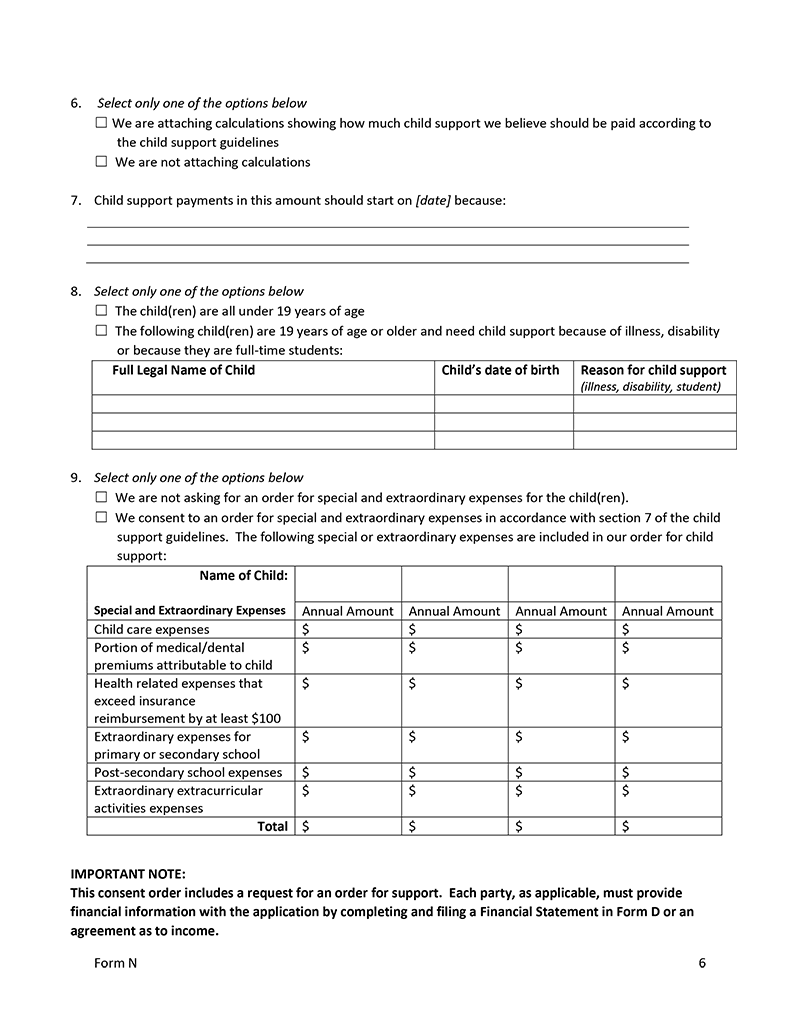 6. Select only one of the options below
☐ We are attaching calculations showing how much child support we believe should be paid according to
the child support guidelines
☐ We are not attaching calculations
7. Child support payments in this amount should start on [date] because:
8. Select only one of the options below
☐ The child(ren) are all under 19 years of age
☐ The following child(ren) are 19 years of age or older and need child support because of illness, disability
or because they are full-time students:
Full Legal Name of Child Child's date of birth Reason for child support
(illness, disability, student)
9. Select only one of the options below
☐ We are not asking for an order for special and extraordinary expenses for the child(ren).
☐ We consent to an order for special and extraordinary expenses in accordance with section 7 of the child
support guidelines. The following special or extraordinary expenses are included in our order for child
support:
Name of Child:
Special and Extraordinary Expenses Annual Amount Annual Amount Annual Amount Annual Amount
Child care expenses $ $ $ $
Portion of medical/dental $ $ $ $
premiums attributable to child
Health related expenses that $ $ $ $
exceed insurance
reimbursement by at least $100
Extraordinary expenses for $ $ $ $
primary or secondary school
Post-secondary school expenses $ $ $ $
Extraordinary extracurricular $ $ $ $
activities expenses
Total $ $ $ $
IMPORTANT NOTE:
This consent order includes a request for an order for support. Each party, as applicable, must provide
financial information with the application by completing and filing a Financial Statement in Form D or an
agreement as to income.
Form N 6